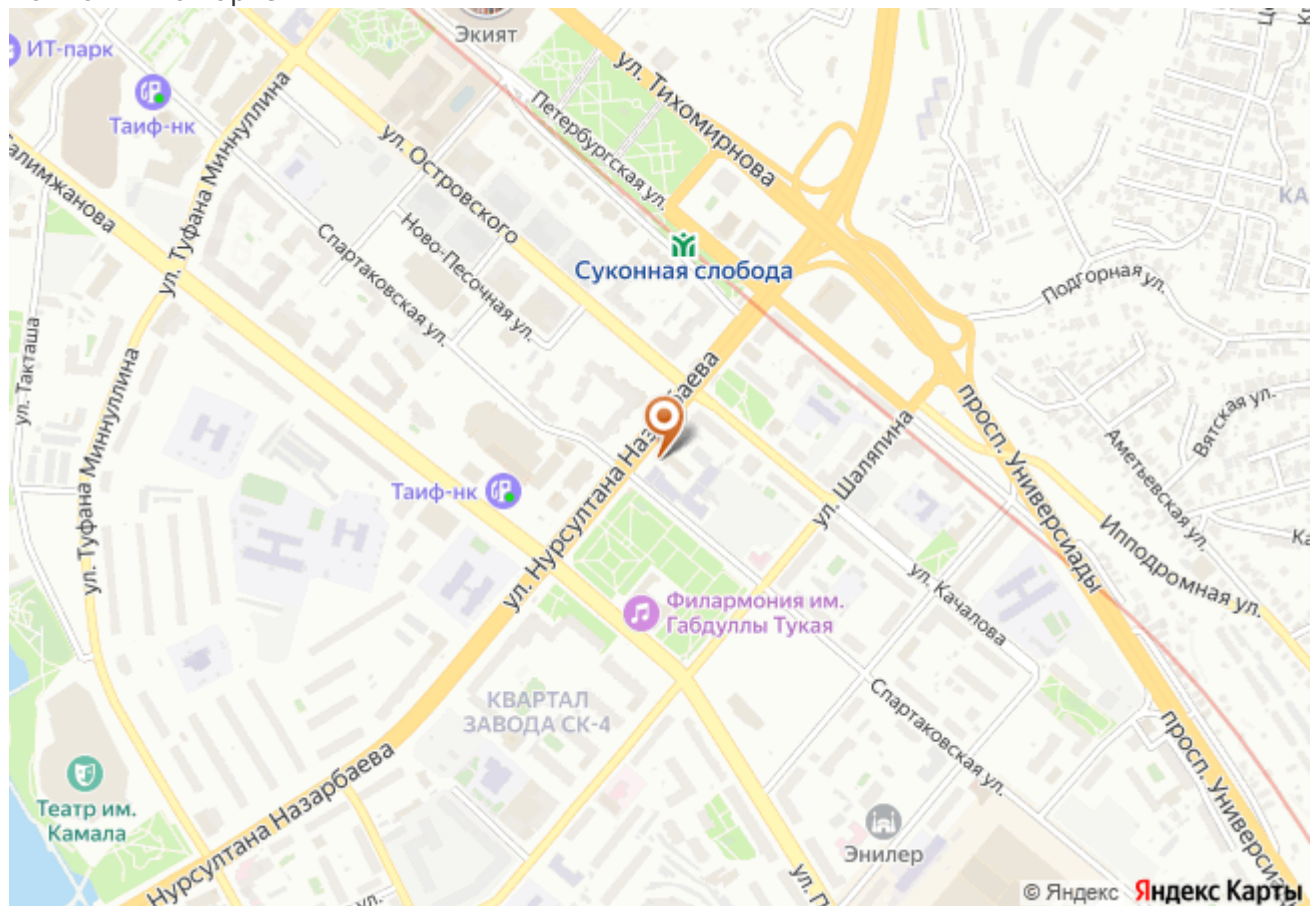 Экият
ИТ-парк
Таиф-нк
ул. Тихомирнова
Петербургская ул.
ул. Туфана Миннуллина
ул. Островского
Ново-Песочная ул.
Спартаковская ул.
Суконная слобода
Подгорная ул.
ул. Такташа
ул. Туфана Миннуллина
Вятская ул.
Аметьевская ул.
просп. Универсиады
Ипподромная ул.
ул. Шаляпина
Таиф-нк
ул. Нурсултана Назарбаева
ул. Качалова
Филармония им.
Габдуллы Тукая
КВАРТАЛ
ЗАВОДА СК-4
Спартаковская ул.
Театр им.
Камала
Нурсултана Назарбаева
Энилер
© Яндекс Яндекс Карты